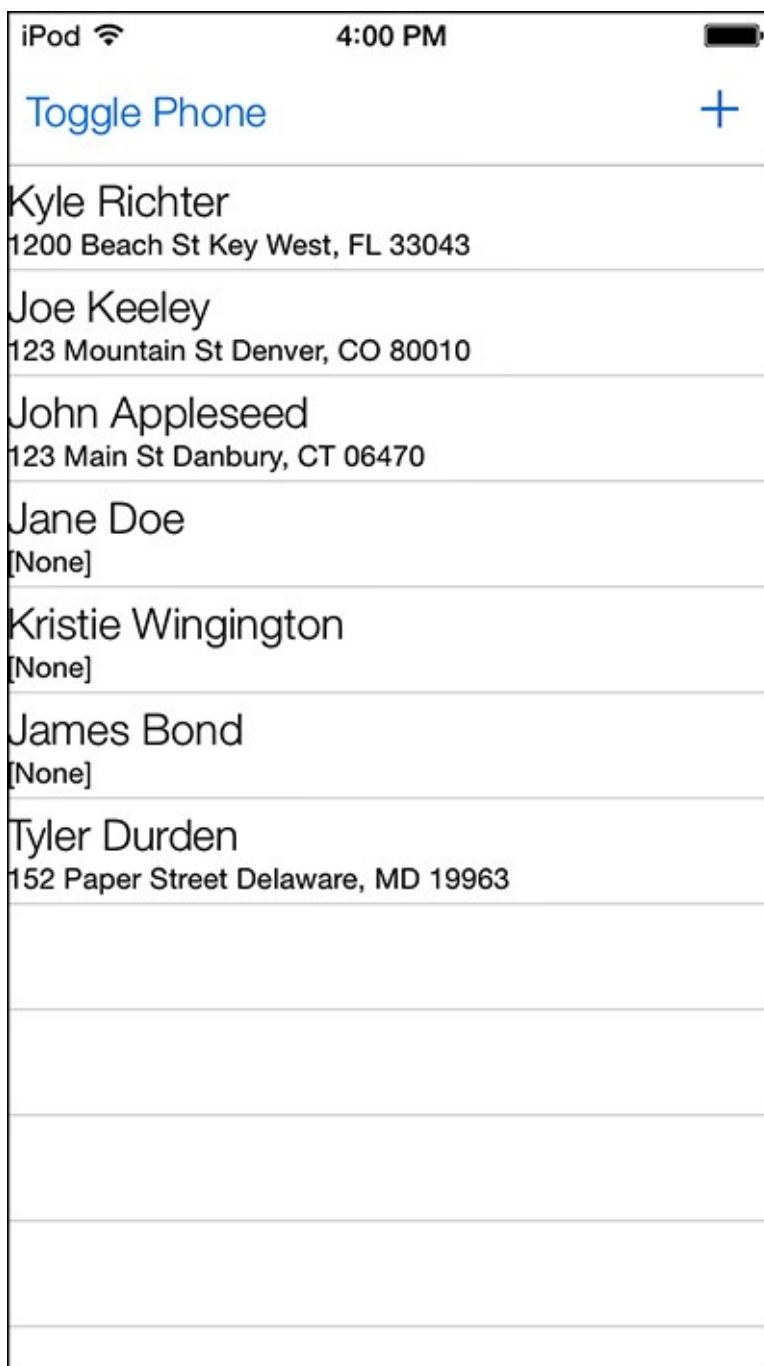 iPod 4:00 PM
Toggle Phone +
Kyle Richter
1200 Beach St Key West, FL 33043
Joe Keeley
123 Mountain St Denver, CO 80010
John Appleseed
123 Main St Danbury, CT 06470
Jane Doe
[None]
Kristie Wingington
[None]
James Bond
[None]
Tyler Durden
152 Paper Street Delaware, MD 19963